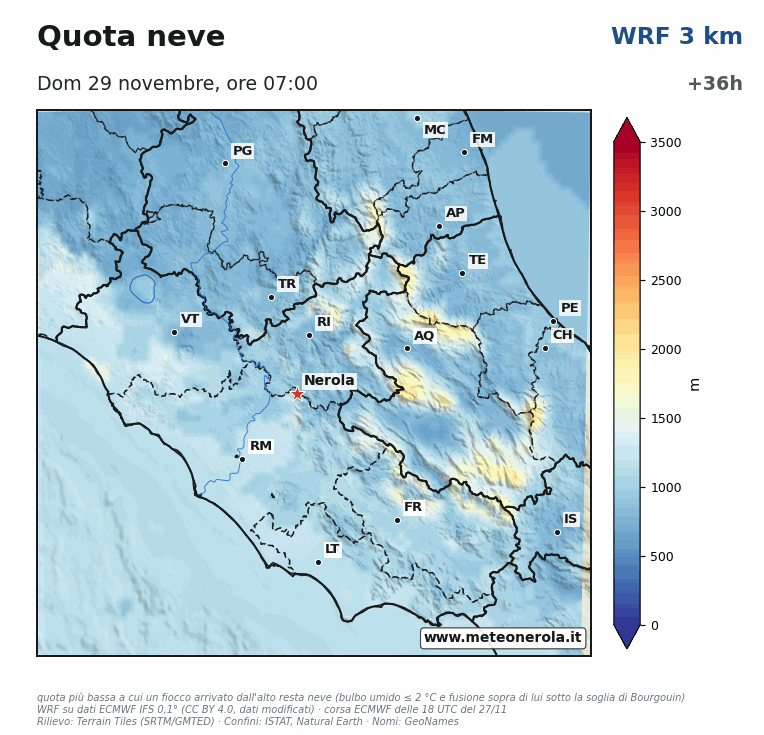 Quota neve
WRF 3 km
Dom 29 novembre, ore 07:00
+36h
MC
FM
PG
AP
TE
TR
PE
VT
RI
AQ
CH
Nerola
RM
FR
IS
LT
www.meteonerola.it
3500
3000
2500
2000
1500
1000
500
0
m
quota più bassa a cui un fiocco arrivato dall'alto resta neve (bulbo umido ≤ 2 °C e fusione sopra di lui sotto la soglia di Bourgouin)
WRF su dati ECMWF IFS 0,1° (CC BY 4.0, dati modificati) · corsa ECMWF delle 18 UTC del 27/11
Rilievo: Terrain Tiles (SRTM/GMTED) · Confini: ISTAT, Natural Earth · Nomi: GeoNames